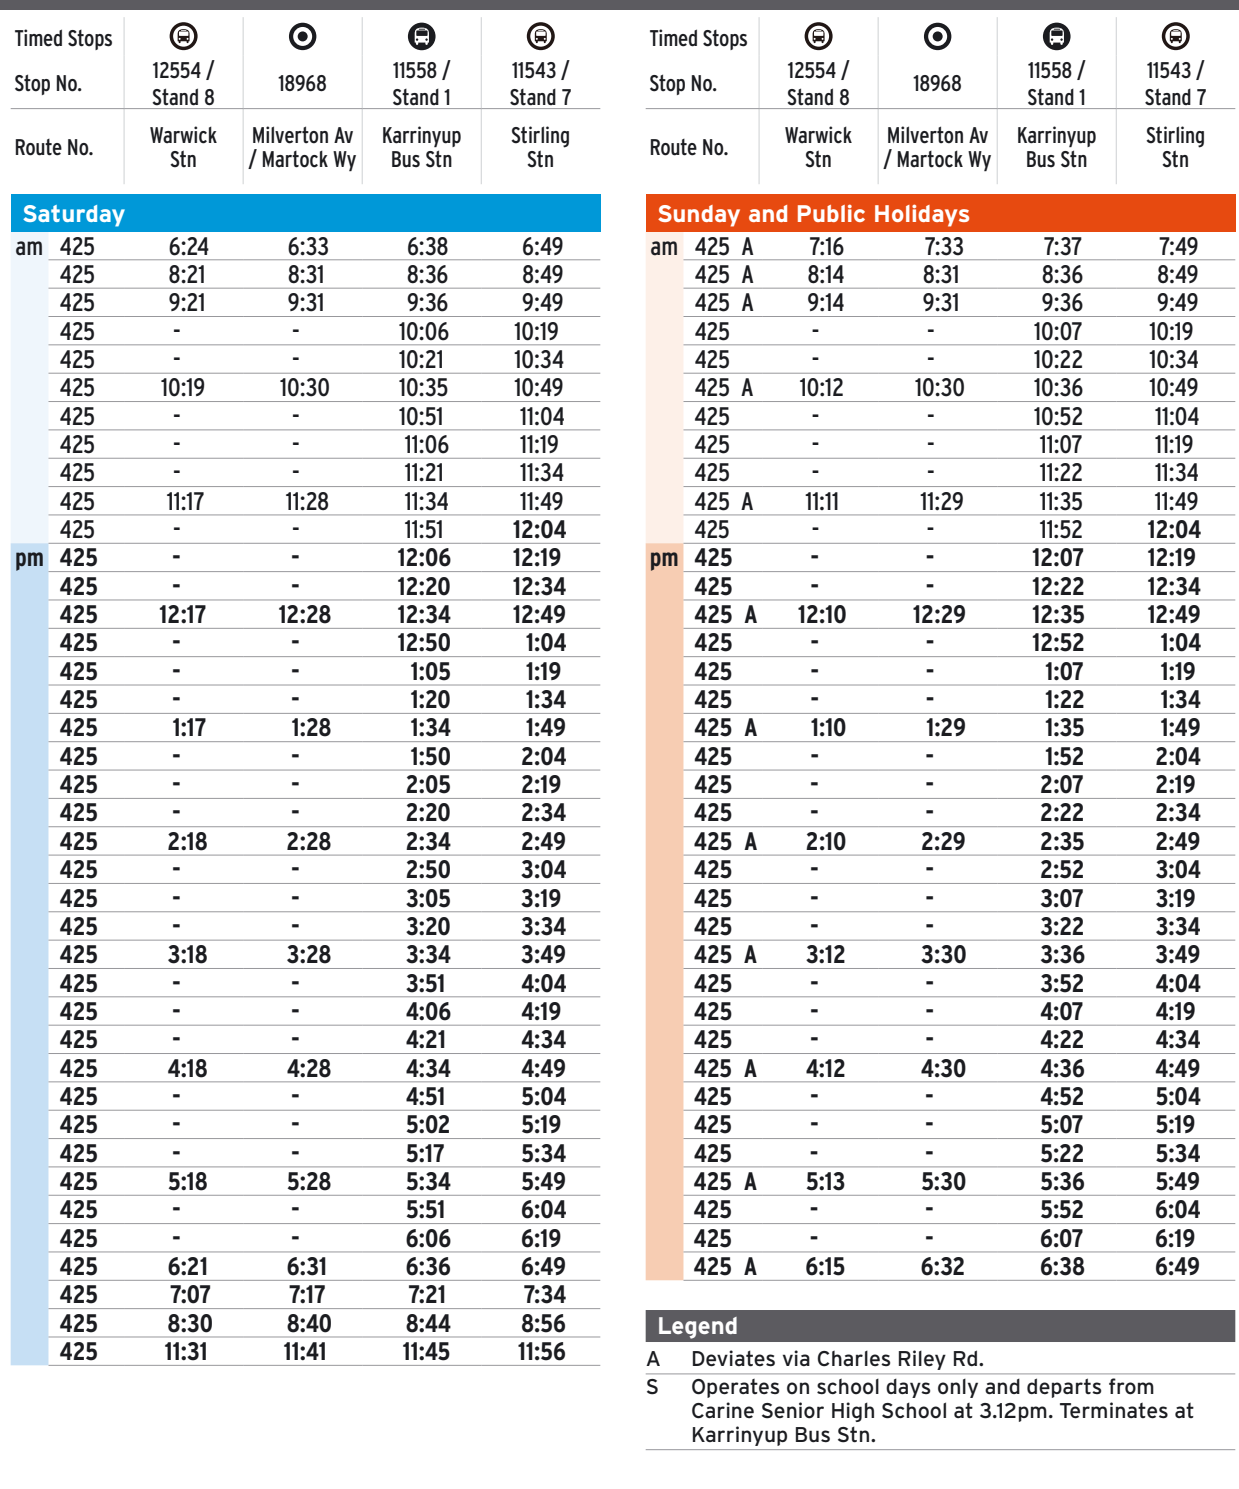 Timed Stops
Stop No. 12554 / Stand 8 18968 11558 / Stand 1 11543 / Stand 7
Route No. Warwick Stn Milverton Av / Martock Wy Karrinyup Bus Stn Stirling Stn
Saturday
am 425 6:24 6:33 6:38 6:49
425 8:21 8:31 8:36 8:49
425 9:21 9:31 9:36 9:49
425 - - 10:06 10:19
425 - - 10:21 10:34
425 10:19 10:30 10:35 10:49
425 - - 10:51 11:04
425 - - 11:06 11:19
425 - - 11:21 11:34
425 11:17 11:28 11:34 11:49
425 - - 11:51 12:04
pm 425 - - 12:06 12:19
425 - - 12:20 12:34
425 12:17 12:28 12:34 12:49
425 - - 12:50 1:04
425 - - 1:05 1:19
425 - - 1:20 1:34
425 1:17 1:28 1:34 1:49
425 - - 1:50 2:04
425 - - 2:05 2:19
425 - - 2:20 2:34
425 2:18 2:28 2:34 2:49
425 - - 2:50 3:04
425 - - 3:05 3:19
425 - - 3:20 3:34
425 3:18 3:28 3:34 3:49
425 - - 3:51 4:04
425 - - 4:06 4:19
425 - - 4:21 4:34
425 4:18 4:28 4:34 4:49
425 - - 4:51 5:04
425 - - 5:02 5:19
425 - - 5:17 5:34
425 5:18 5:28 5:34 5:49
425 - - 5:51 6:04
425 - - 6:06 6:19
425 6:21 6:31 6:36 6:49
425 7:07 7:17 7:21 7:34
425 8:30 8:40 8:44 8:56
425 11:31 11:41 11:45 11:56
Timed Stops
Stop No. 12554 / Stand 8 18968 11558 / Stand 1 11543 / Stand 7
Route No. Warwick Stn Milverton Av / Martock Wy Karrinyup Bus Stn Stirling Stn
Sunday and Public Holidays
am 425 A 7:16 7:33 7:37 7:49
425 A 8:14 8:31 8:36 8:49
425 A 9:14 9:31 9:36 9:49
425 - - 10:07 10:19
425 - - 10:22 10:34
425 A 10:12 10:30 10:36 10:49
425 - - 10:52 11:04
425 - - 11:07 11:19
425 - - 11:22 11:34
425 A 11:11 11:29 11:35 11:49
425 - - 11:52 12:04
pm 425 - - 12:07 12:19
425 - - 12:22 12:34
425 A 12:10 12:29 12:35 12:49
425 - - 12:52 1:04
425 - - 1:07 1:19
425 - - 1:22 1:34
425 A 1:10 1:29 1:35 1:49
425 - - 1:52 2:04
425 - - 2:07 2:19
425 - - 2:22 2:34
425 A 2:10 2:29 2:35 2:49
425 - - 2:52 3:04
425 - - 3:07 3:19
425 - - 3:22 3:34
425 A 3:12 3:30 3:36 3:49
425 - - 3:52 4:04
425 - - 4:07 4:19
425 - - 4:22 4:34
425 A 4:12 4:30 4:36 4:49
425 - - 4:52 5:04
425 - - 5:07 5:19
425 - - 5:22 5:34
425 A 5:13 5:30 5:36 5:49
425 - - 5:52 6:04
425 - - 6:07 6:19
425 A 6:15 6:32 6:38 6:49
Legend
A Deviates via Charles Riley Rd.
S Operates on school days only and departs from
Carine Senior High School at 3.12pm. Terminates at
Karrinyup Bus Stn.